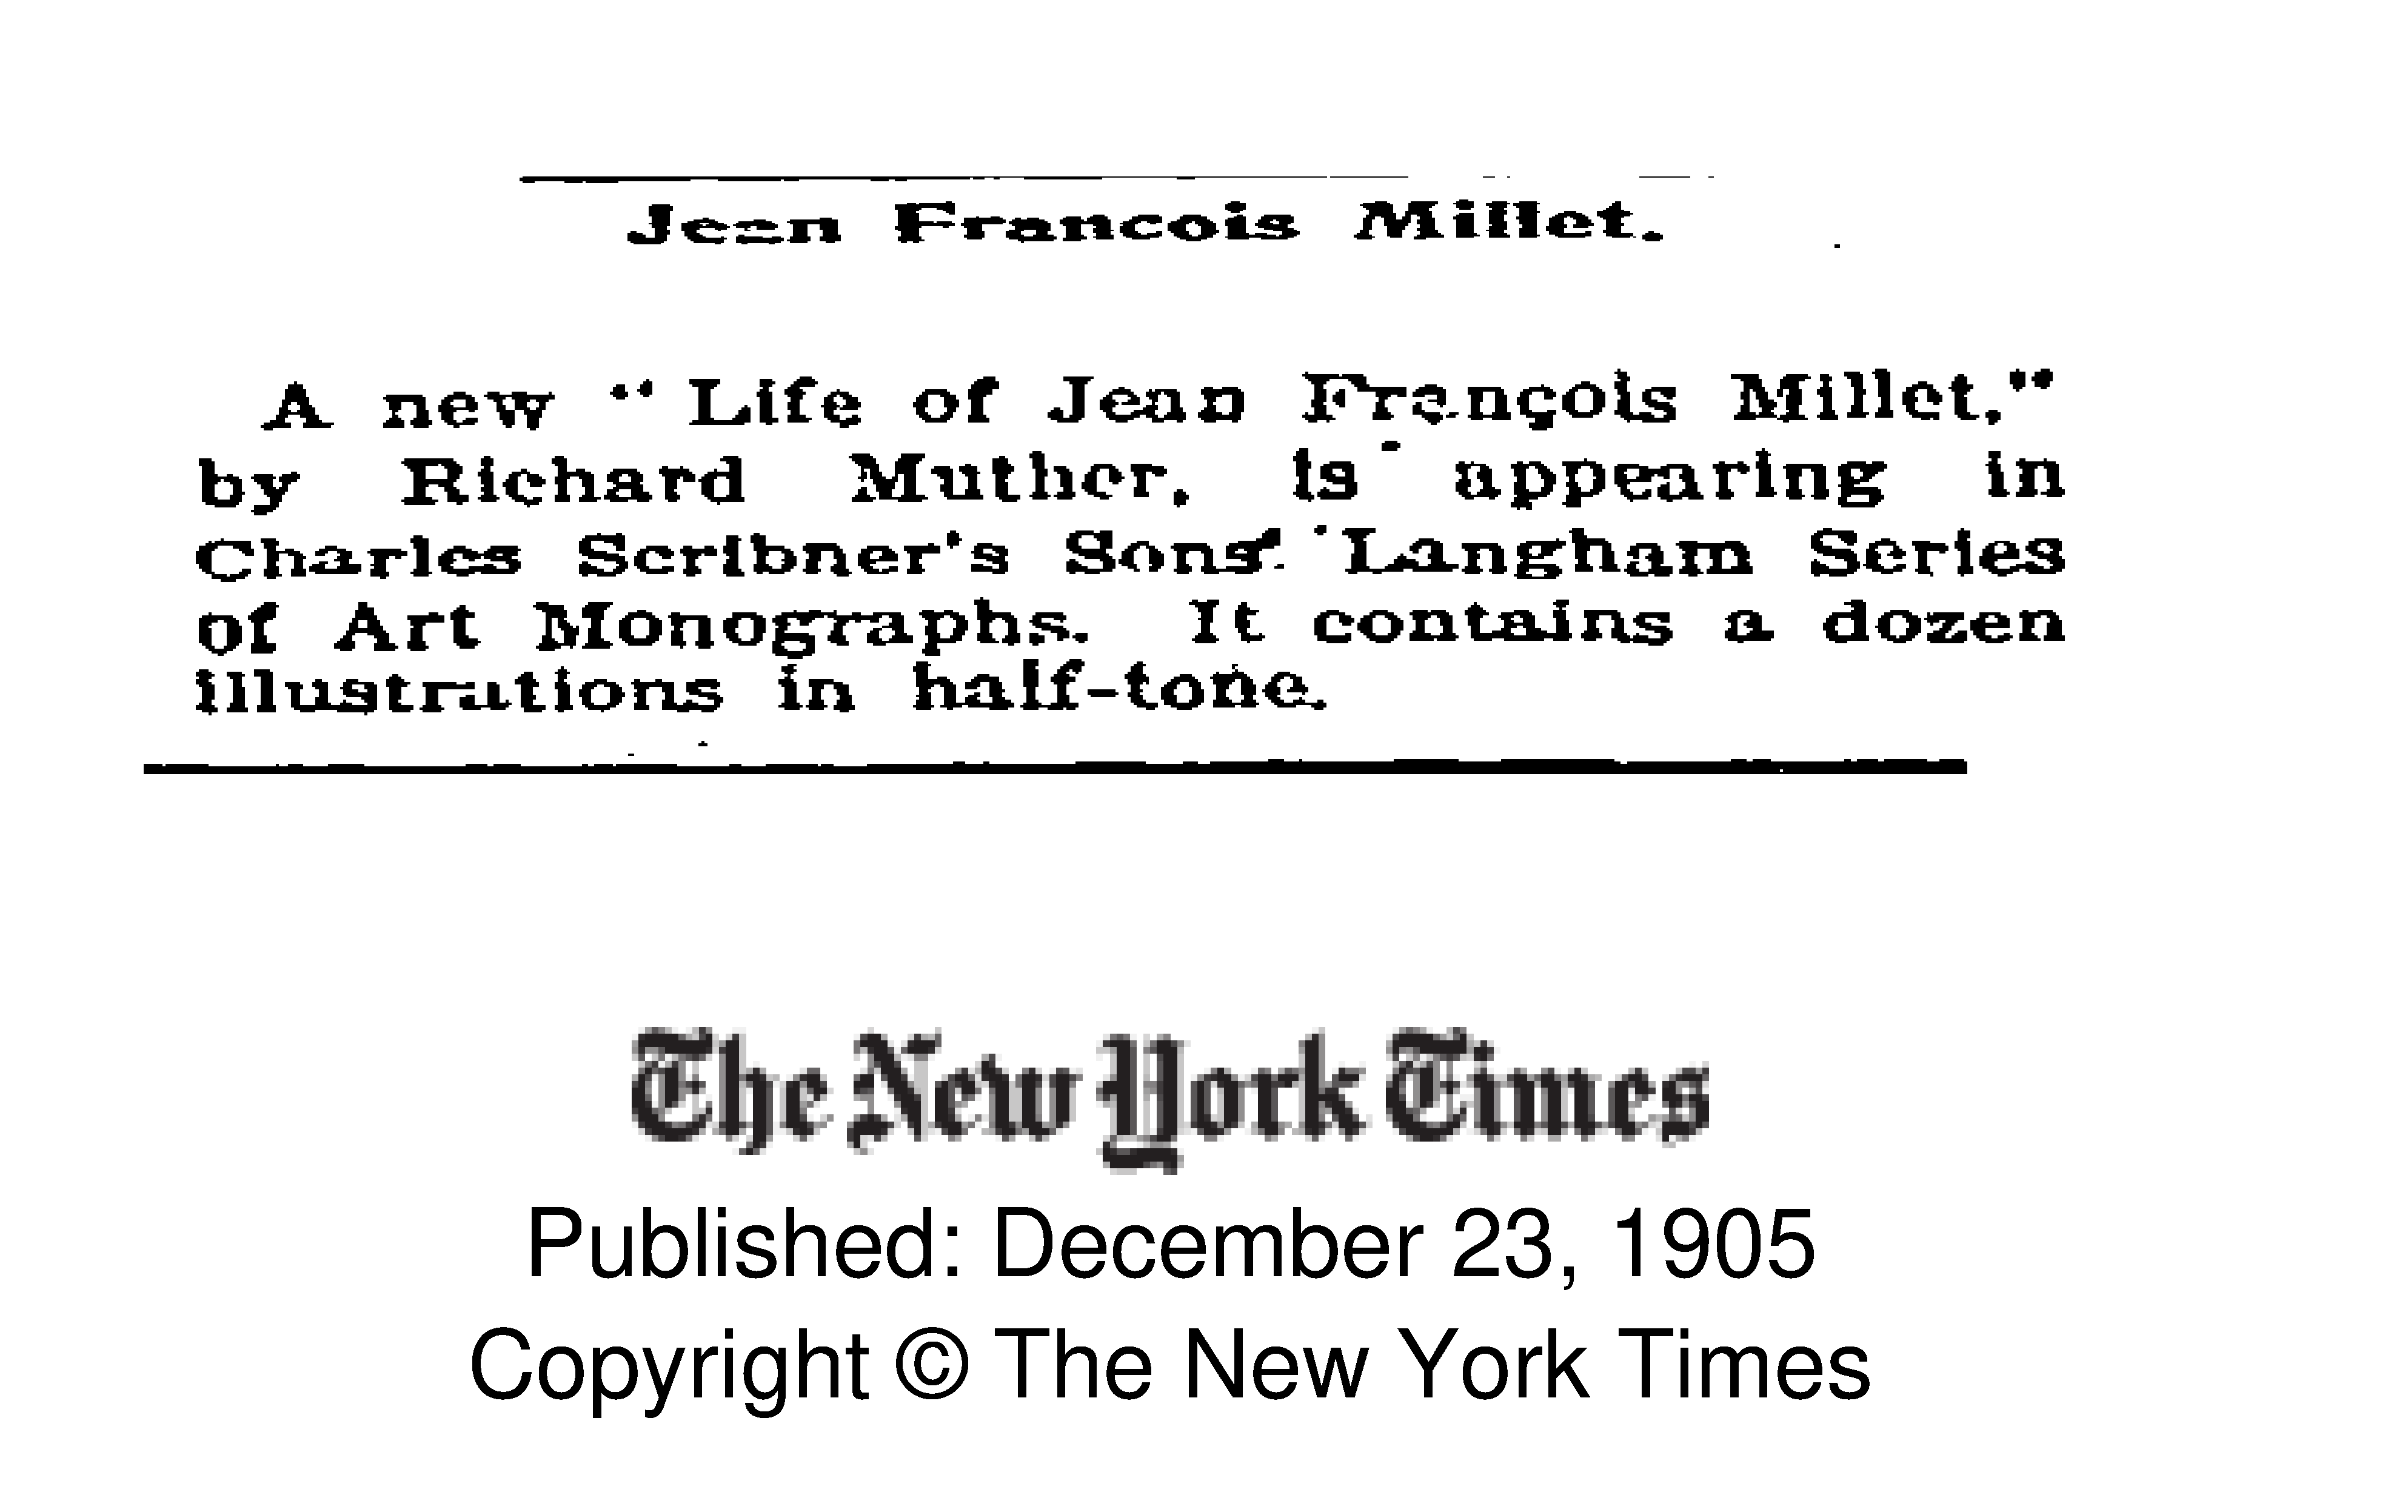 Jean Francois Millet.
A new " Life of Jean François Millet,"
by Richard Muther, is appearing in
Charles Scribner's Sons' Langham Series
of Art Monographs. It contains a dozen
illustrations in half-tone.
The New York Times
Published: December 23, 1905
Copyright © The New York Times